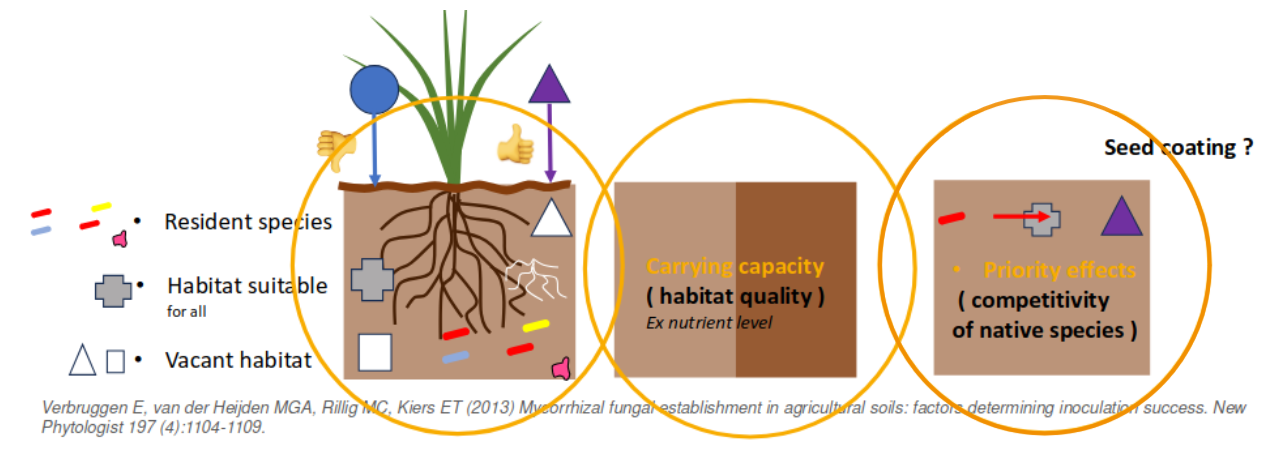 Seed coating ?
• Resident species
• Habitat suitable
for all
• Vacant habitat
Carrying capacity
( habitat quality )
Ex nutrient level
• Priority effects
( competitivity
of native species )
Verbruggen E, van der Heijden MGA, Rillig MC, Kiers ET (2013) Mycorrhizal fungal establishment in agricultural soils: factors determining inoculation success. New
Phytologist 197 (4):1104-1109.